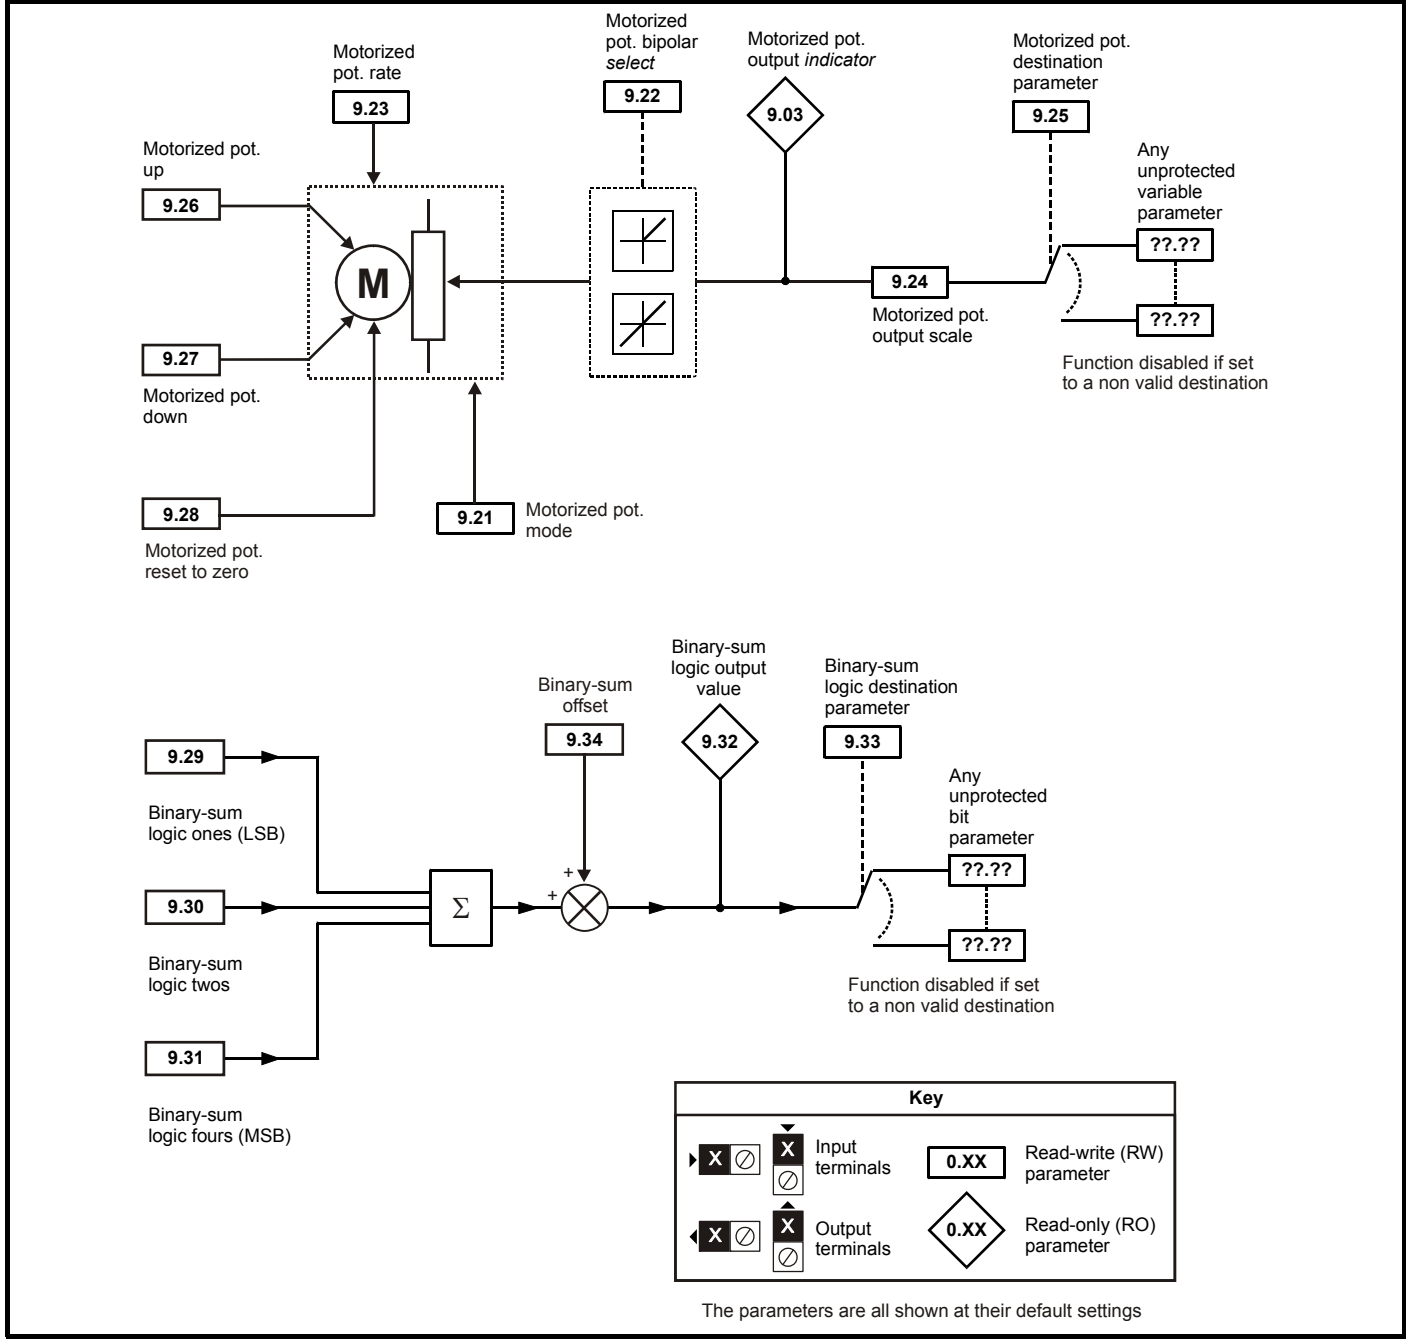 Motorized
pot. rate
9.23
Motorized
pot. bipolar
select
9.22
Motorized pot.
output indicator
9.03
Motorized pot.
destination
parameter
9.25
Any
unprotected
variable
parameter
??.??
??.??
Motorized pot.
up
9.26
M
9.24
Motorized pot.
output scale
9.27
Motorized pot.
down
Function disabled if set
to a non valid destination
9.28
Motorized pot.
reset to zero
9.21
Motorized pot.
mode
Binary-sum
offset
9.34
Binary-sum
logic output
value
9.32
Binary-sum
logic destination
parameter
9.33
Any
unprotected
bit
parameter
??.??
??.??
9.29
Binary-sum
logic ones (LSB)
+
+
Σ
9.30
Binary-sum
logic twos
Function disabled if set
to a non valid destination
9.31
Binary-sum
logic fours (MSB)
Key
X
X
Input
terminals
0.XX
Read-write (RW)
parameter
X
X
Output
terminals
0.XX
Read-only (RO)
parameter
The parameters are all shown at their default settings